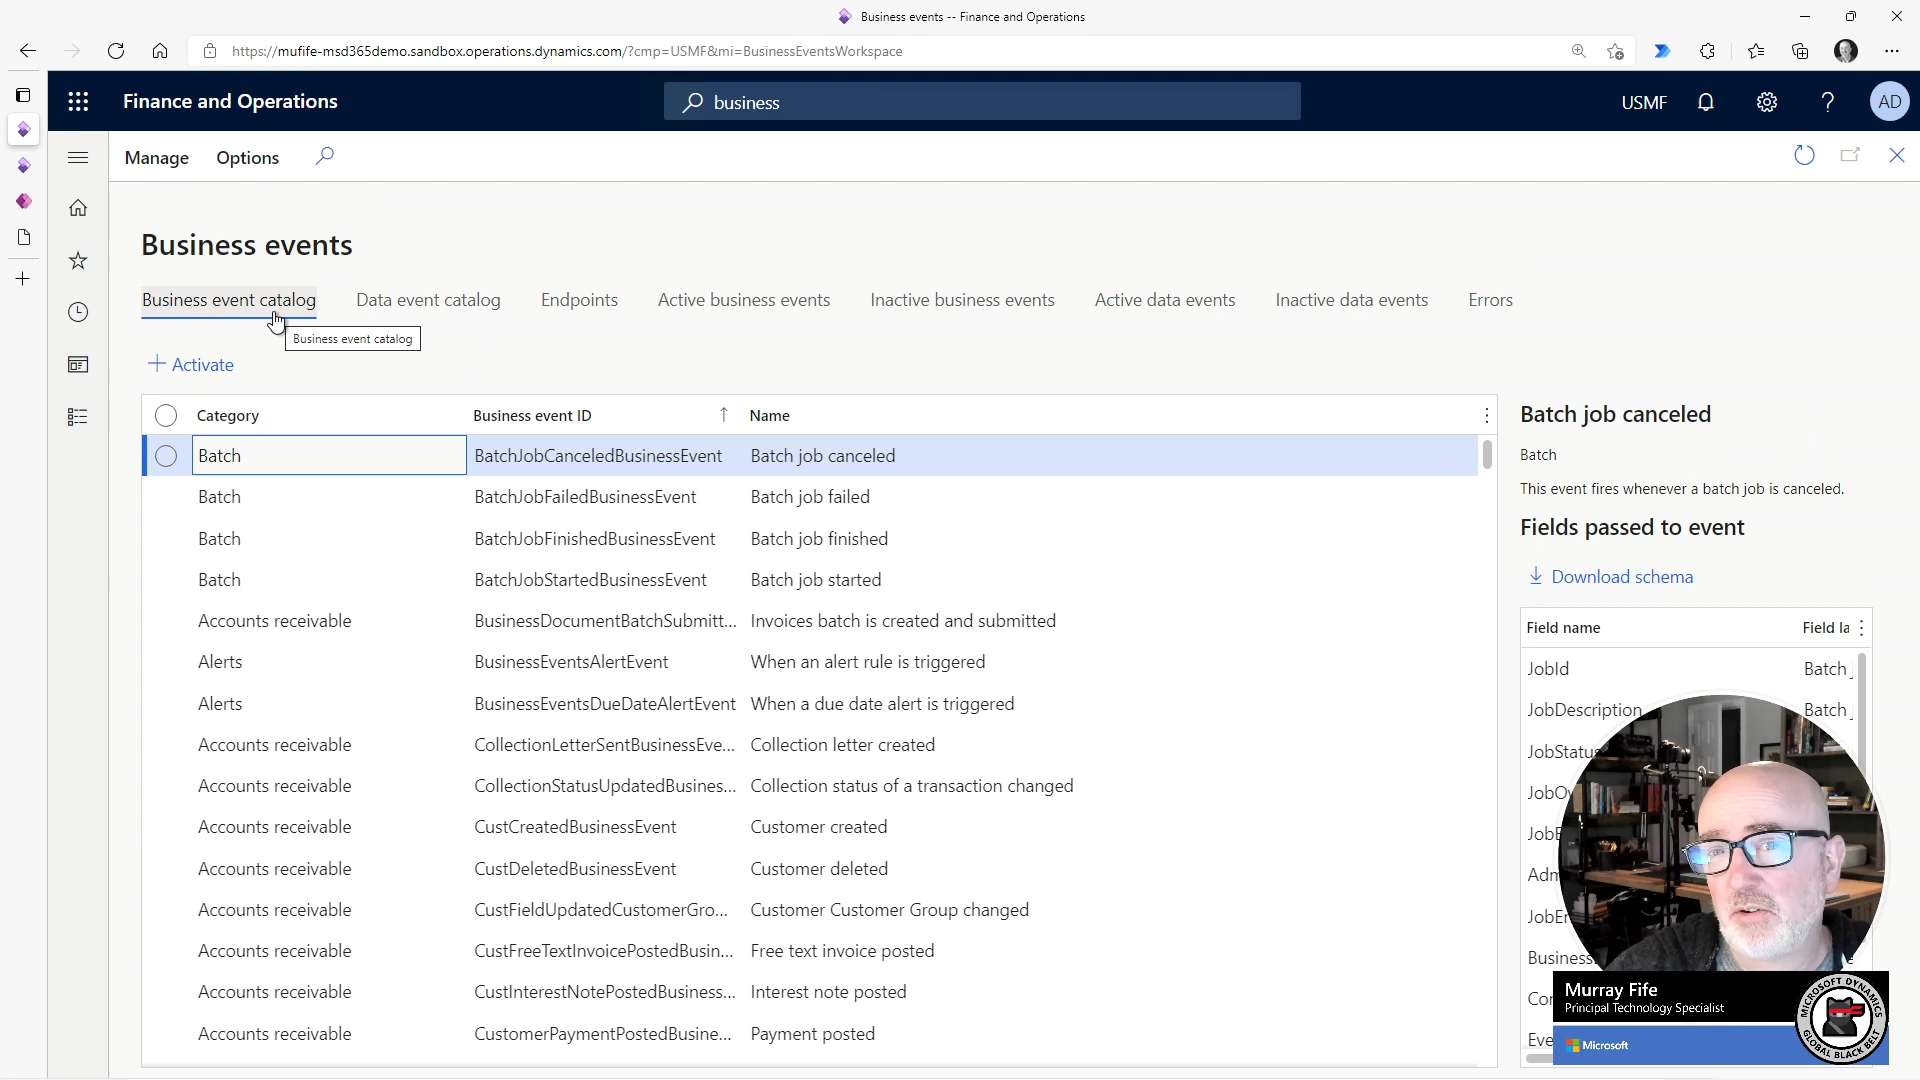 Business events -- Finance and Operations
https://mufife-msd365demo.sandbox.operations.dynamics.com/?cmp=USMF&mi=BusinessEventsWorkspace
Finance and Operations
business
USMF
?
AD
Manage Options
Business events
Business event catalog Data event catalog Endpoints Active business events Inactive business events Active data events Inactive data events Errors
Business event catalog
+ Activate
Category Business event ID ↑ Name
Batch BatchJobCanceledBusinessEvent Batch job canceled
Batch BatchJobFailedBusinessEvent Batch job failed
Batch BatchJobFinishedBusinessEvent Batch job finished
Batch BatchJobStartedBusinessEvent Batch job started
Accounts receivable BusinessDocumentBatchSubmitt... Invoices batch is created and submitted
Alerts BusinessEventsAlertEvent When an alert rule is triggered
Alerts BusinessEventsDueDateAlertEvent When a due date alert is triggered
Accounts receivable CollectionLetterSentBusinessEve... Collection letter created
Accounts receivable CollectionStatusUpdatedBusines... Collection status of a transaction changed
Accounts receivable CustCreatedBusinessEvent Customer created
Accounts receivable CustDeletedBusinessEvent Customer deleted
Accounts receivable CustFieldUpdatedCustomerGro... Customer Customer Group changed
Accounts receivable CustFreeTextInvoicePostedBusin... Free text invoice posted
Accounts receivable CustInterestNotePostedBusiness... Interest note posted
Accounts receivable CustomerPaymentPostedBusine... Payment posted
Batch job canceled
Batch
This event fires whenever a batch job is canceled.
Fields passed to event
Download schema
Field name Field la
JobId Batch
JobDescription Batch
JobStatus
Business
Murray Fife
Principal Technology Specialist
Microsoft
MICROSOFT DYNAMICS
GLOBAL BLACK BELT